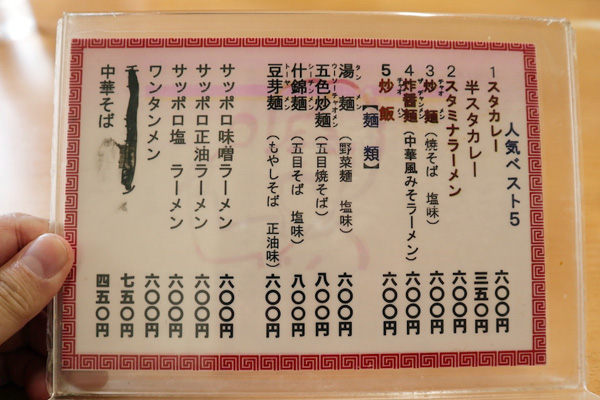 人気ベスト5
1 スタカレー 六〇〇円
半スタカレー 三五〇円
2 スタミナラーメン 六〇〇円
3 炒麺(焼そば 塩味) 六〇〇円
4 炸醤麺(中華風みそラーメン) 六〇〇円
5 炒飯 六〇〇円
【麺類】
湯麺(野菜麺 塩味) 六〇〇円
五色炒麺(五目焼そば) 八〇〇円
什錦麺(五目そば 塩味) 八〇〇円
豆芽麺(もやしそば 正油味) 六〇〇円
サッポロ味噌ラーメン 六〇〇円
サッポロ正油ラーメン 六〇〇円
サッポロ塩 ラーメン 六〇〇円
ワンタンメン 六〇〇円
七五〇円
中華そば 四五〇円